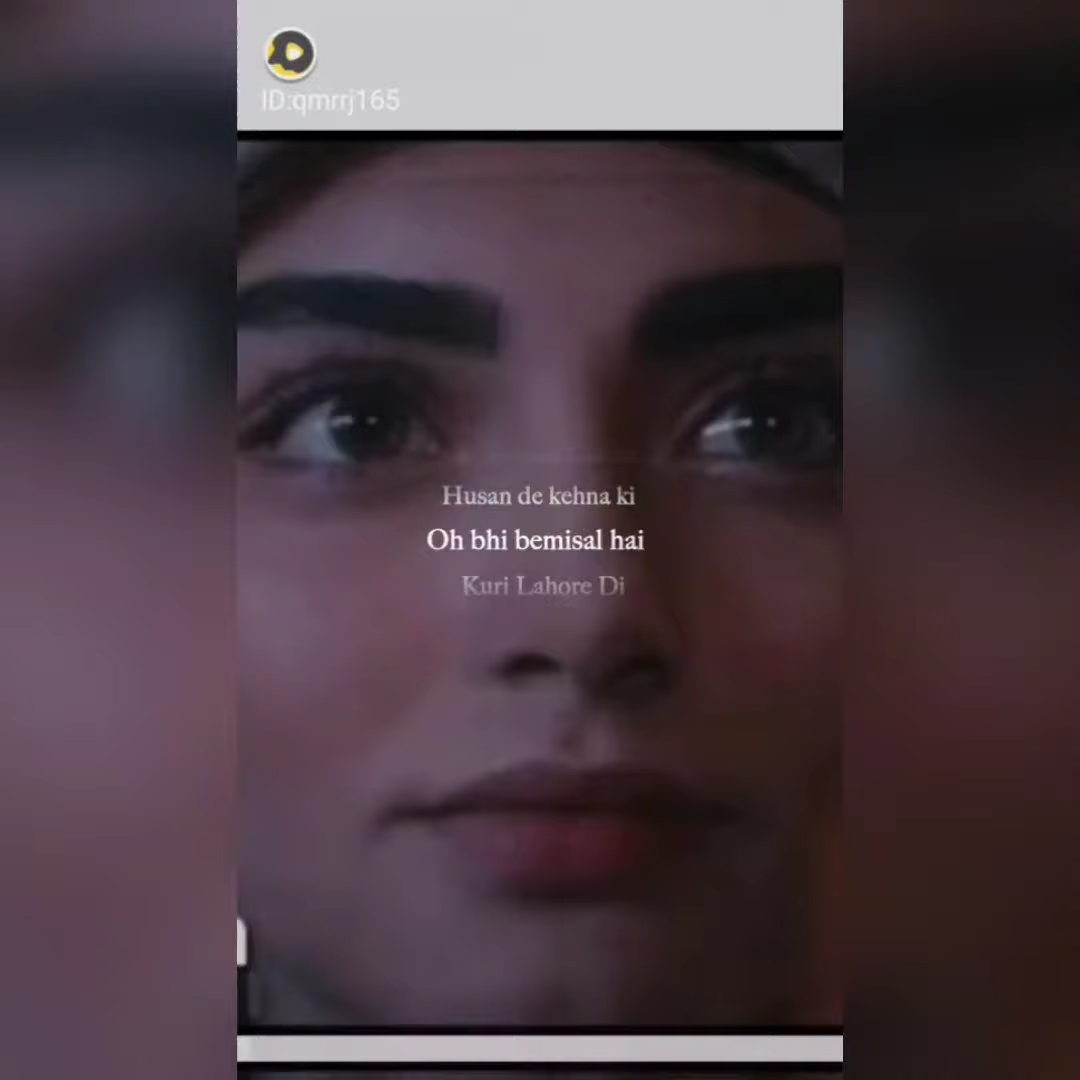 ID:qmrrj165
Husan de kehna ki
Oh bhi bemisal hai
Kuri Lahore Di